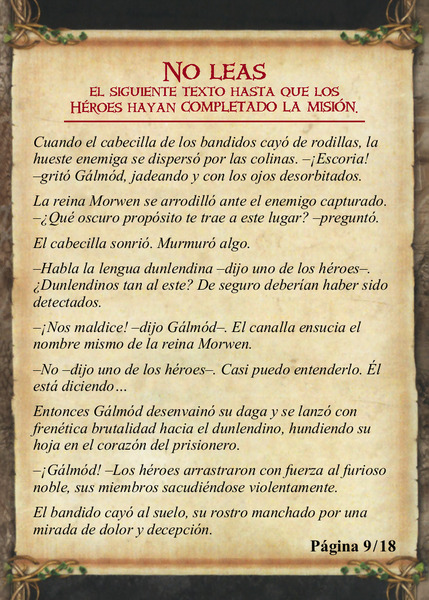 No leas
el siguiente texto hasta que los
Héroes hayan completado la misión.
Cuando el cabecilla de los bandidos cayó de rodillas, la
hueste enemiga se dispersó por las colinas. –¡Escoria!
–gritó Gálmód, jadeando y con los ojos desorbitados.
La reina Morwen se arrodilló ante el enemigo capturado.
–¿Qué oscuro propósito te trae a este lugar? –preguntó.
El cabecilla sonrió. Murmuró algo.
–Habla la lengua dunlendina –dijo uno de los héroes–.
¿Dunlendinos tan al este? De seguro deberían haber sido
detectados.
–¡Nos maldice! –dijo Gálmód–. El canalla ensucia el
nombre mismo de la reina Morwen.
–No –dijo uno de los héroes–. Casi puedo entenderlo. Él
está diciendo…
Entonces Gálmód desenvainó su daga y se lanzó con
frenética brutalidad hacia el dunlendino, hundiendo su
hoja en el corazón del prisionero.
–¡Gálmód! –Los héroes arrastraron con fuerza al furioso
noble, sus miembros sacudiéndose violentamente.
El bandido cayó al suelo, su rostro manchado por una
mirada de dolor y decepción.
Página 9/18